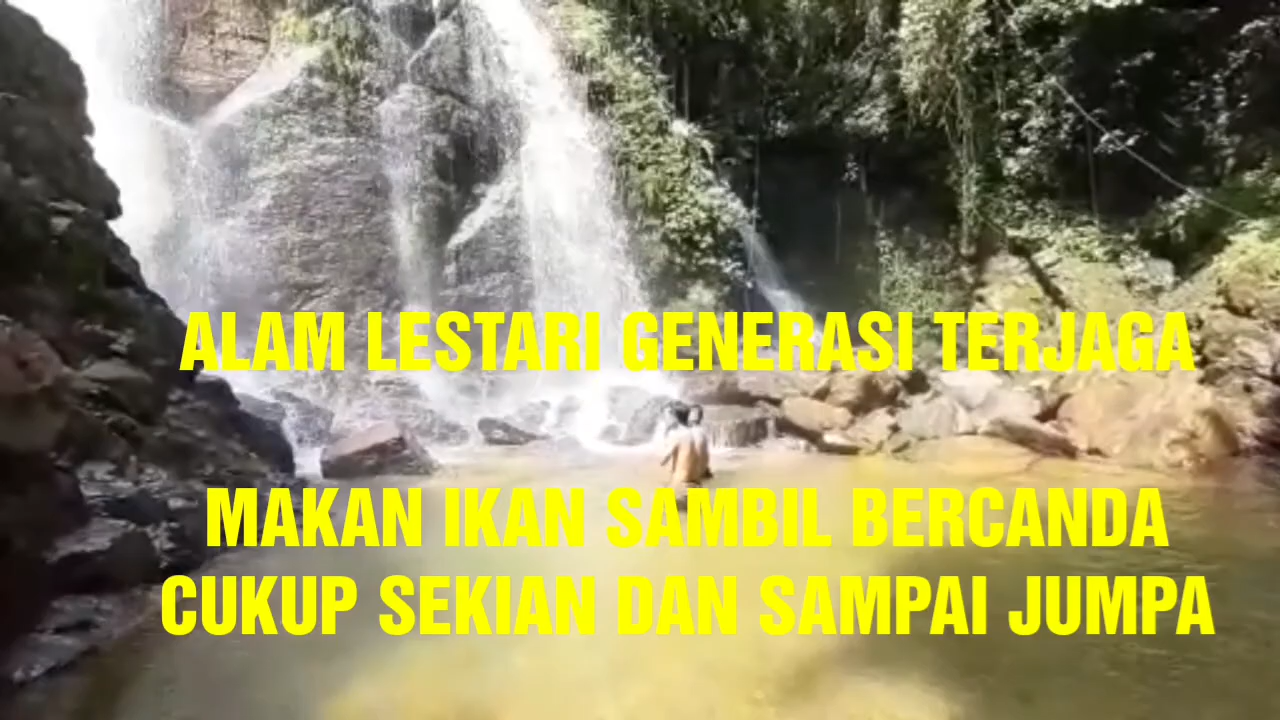 ALAM LESTARI GENERASI TERJAGA
MAKAN IKAN SAMBIL BERCANDA
CUKUP SEKIAN DAN SAMPAI JUMPA